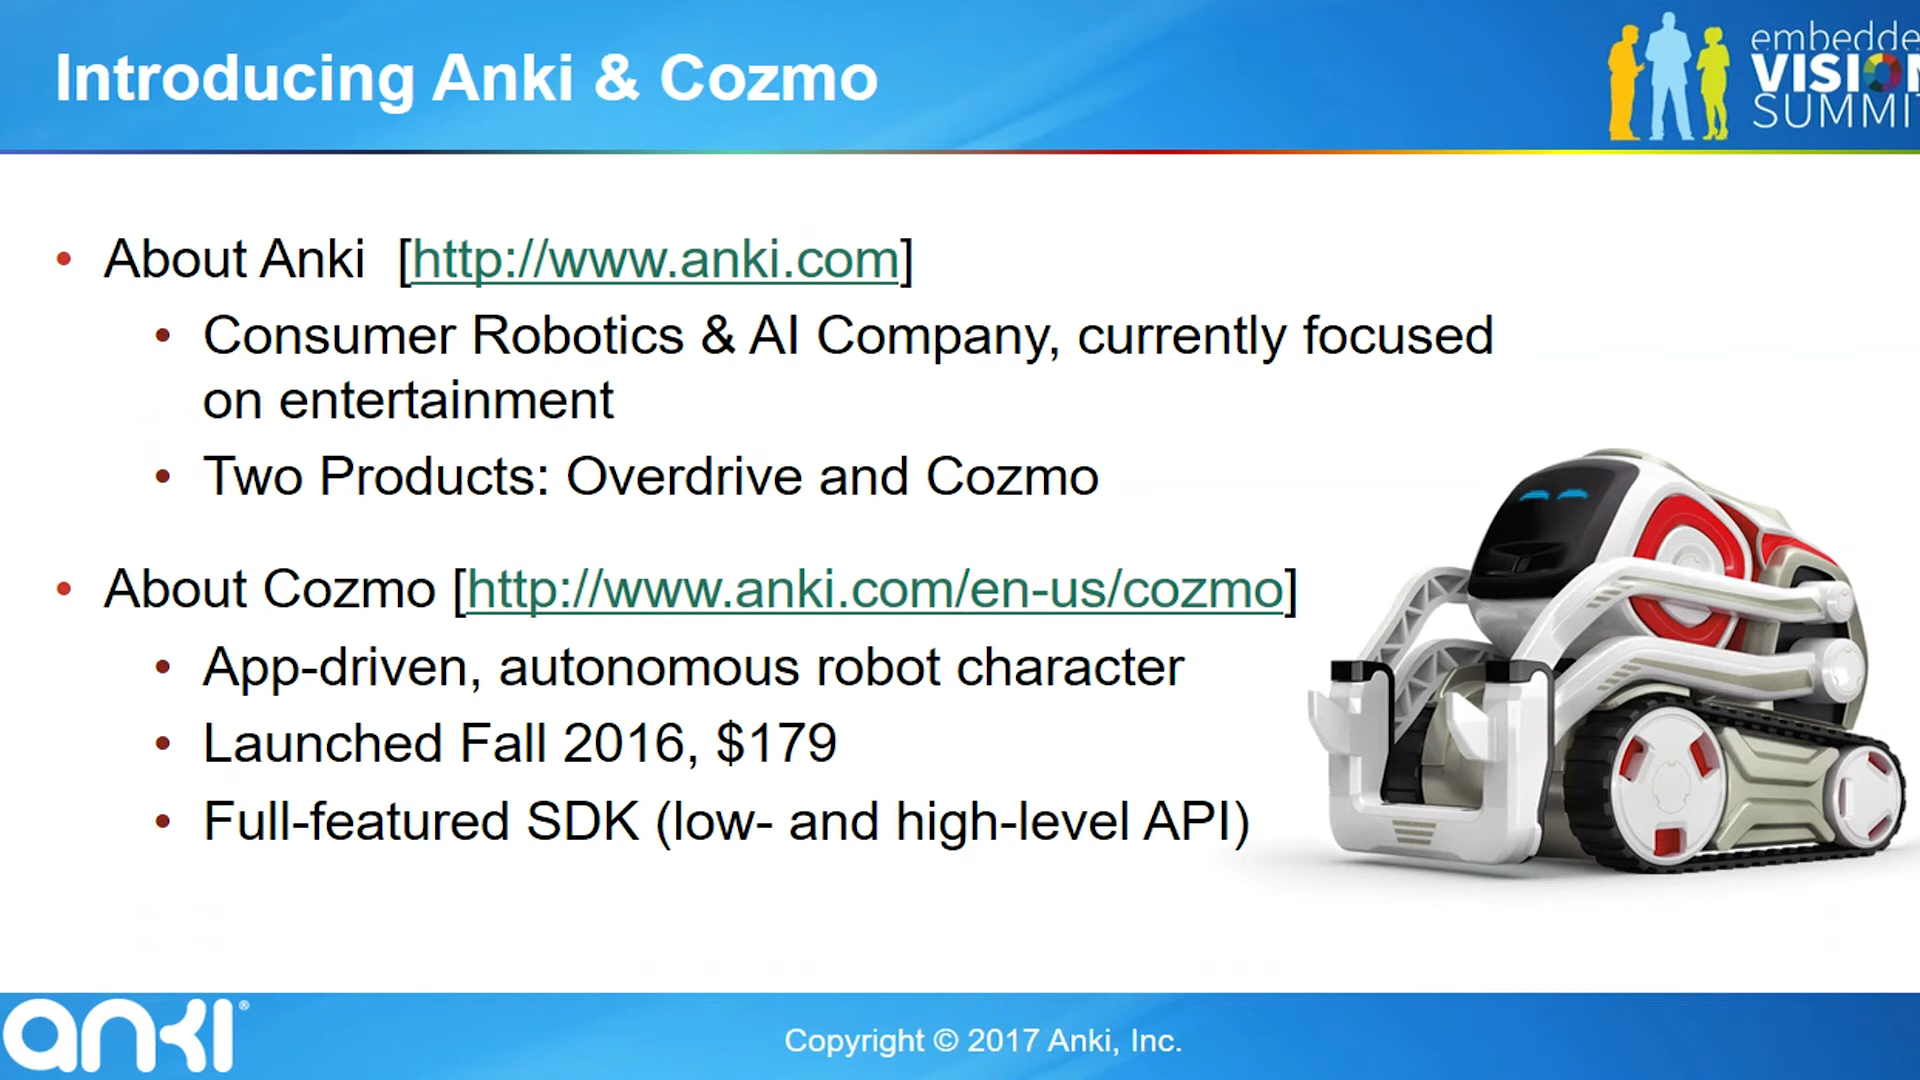 Introducing Anki & Cozmo
embedde
VISION
SUMMIT
• About Anki [http://www.anki.com]
• Consumer Robotics & AI Company, currently focused
on entertainment
• Two Products: Overdrive and Cozmo
• About Cozmo [http://www.anki.com/en-us/cozmo]
• App-driven, autonomous robot character
• Launched Fall 2016, $179
• Full-featured SDK (low- and high-level API)
anki®
Copyright © 2017 Anki, Inc.